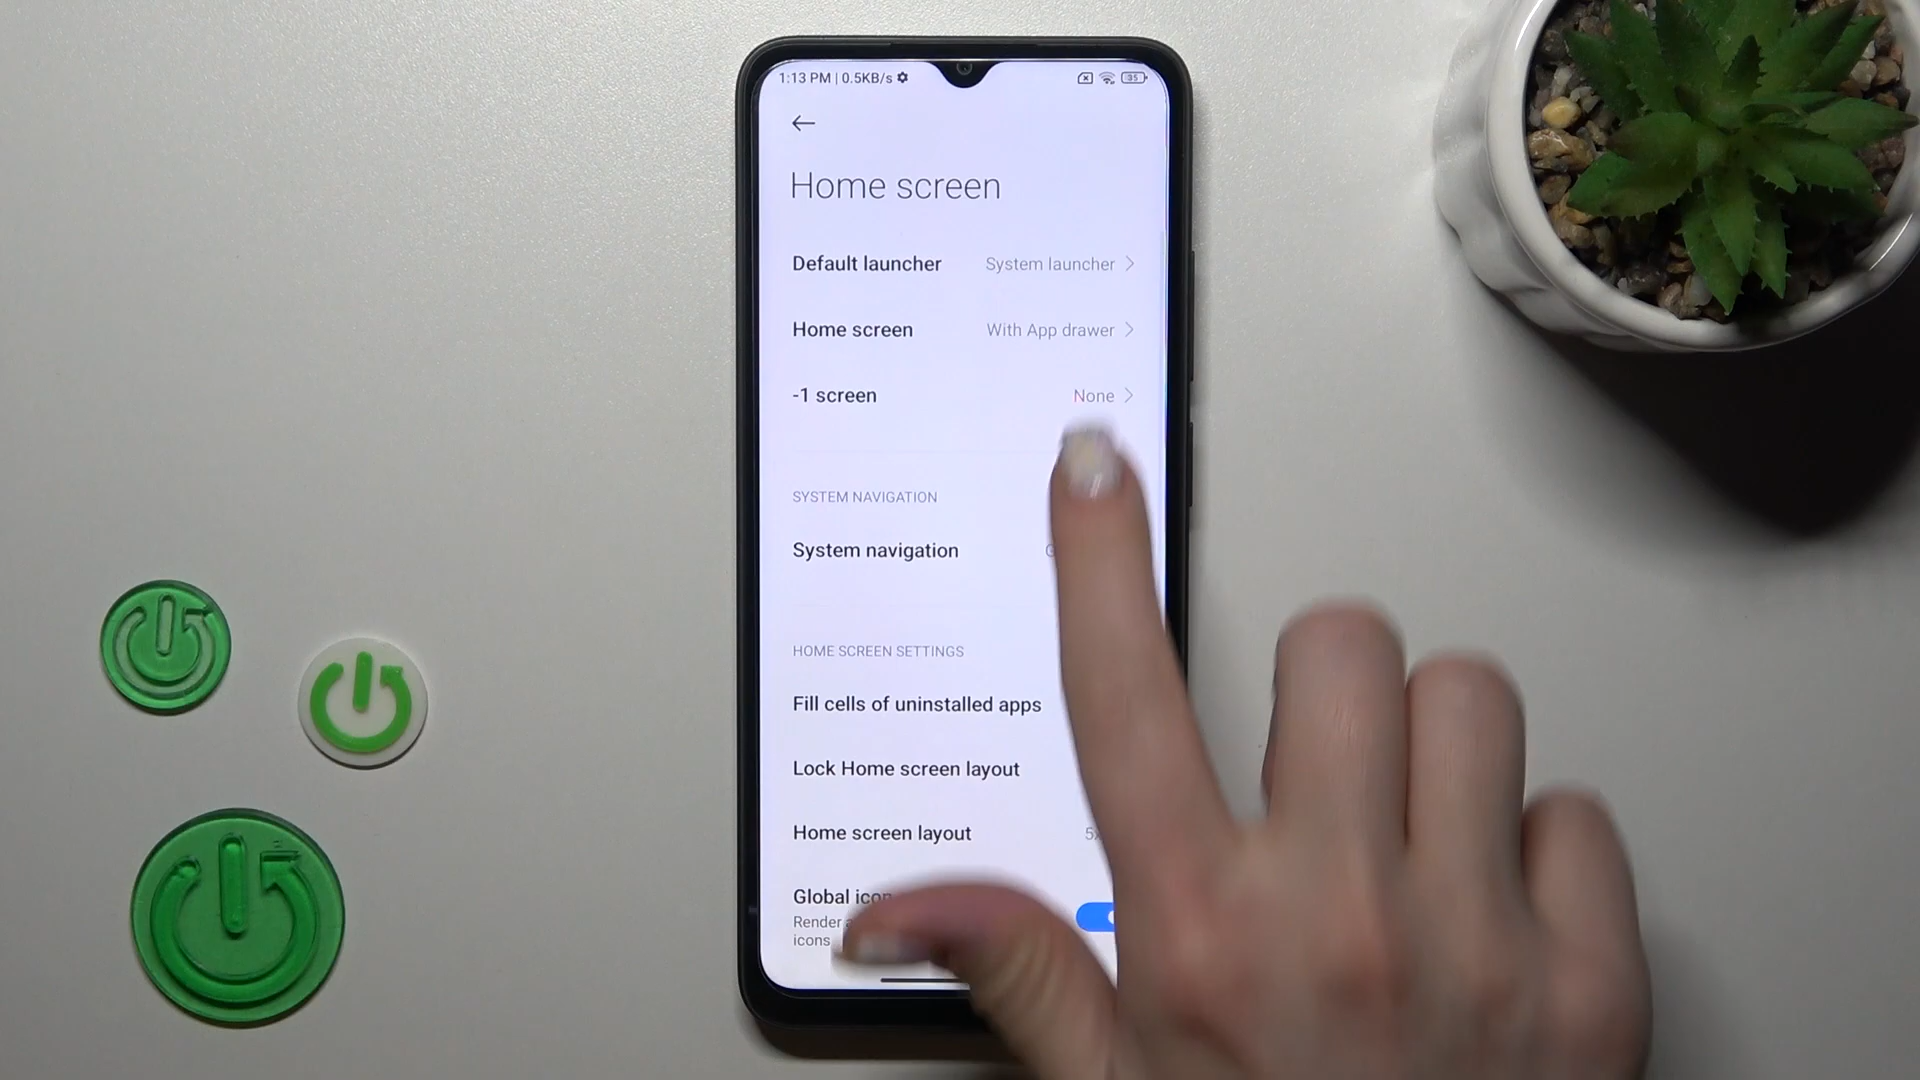 1:13 PM | 0.5KB/s
35
Home screen
Default launcher System launcher
Home screen With App drawer
-1 screen None
SYSTEM NAVIGATION
System navigation
HOME SCREEN SETTINGS
Fill cells of uninstalled apps
Lock Home screen layout
Home screen layout
Global
Render
icons